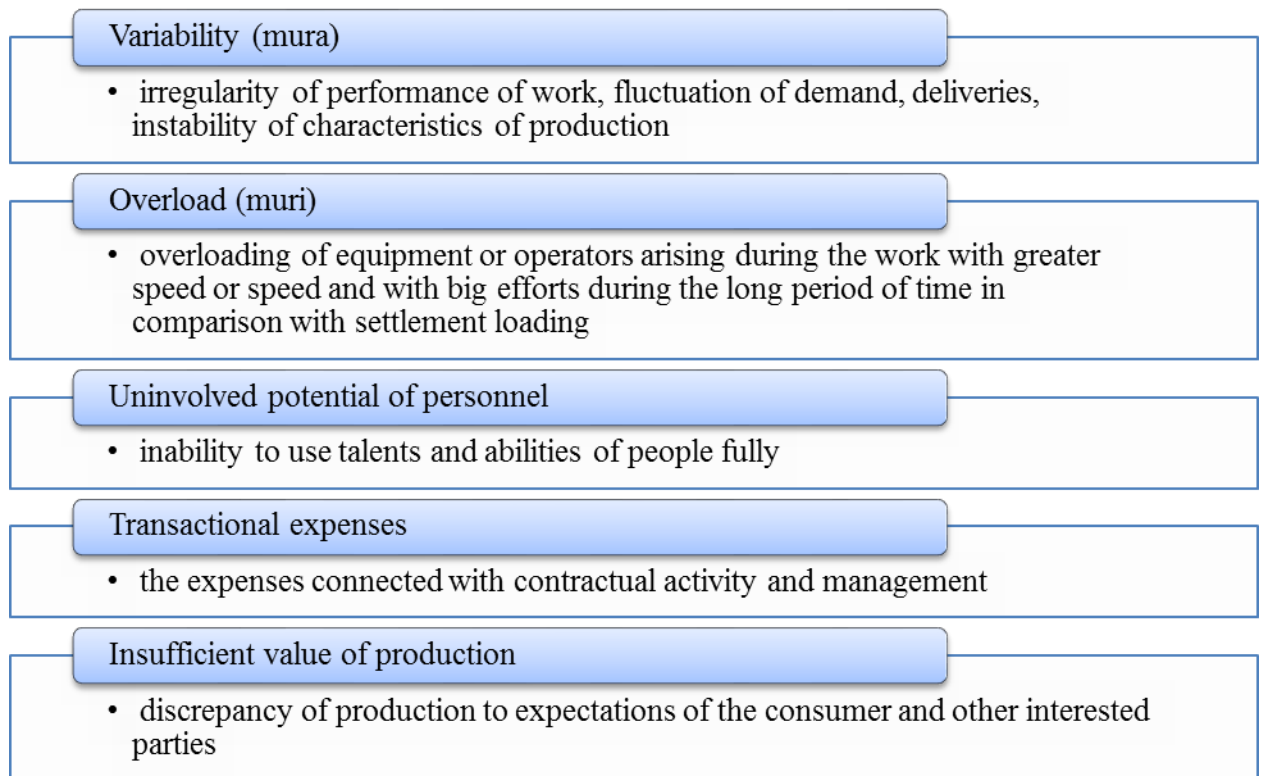 Variability (mura)
• irregularity of performance of work, fluctuation of demand, deliveries,
instability of characteristics of production
Overload (muri)
• overloading of equipment or operators arising during the work with greater
speed or speed and with big efforts during the long period of time in
comparison with settlement loading
Uninvolved potential of personnel
• inability to use talents and abilities of people fully
Transactional expenses
• the expenses connected with contractual activity and management
Insufficient value of production
• discrepancy of production to expectations of the consumer and other interested
parties